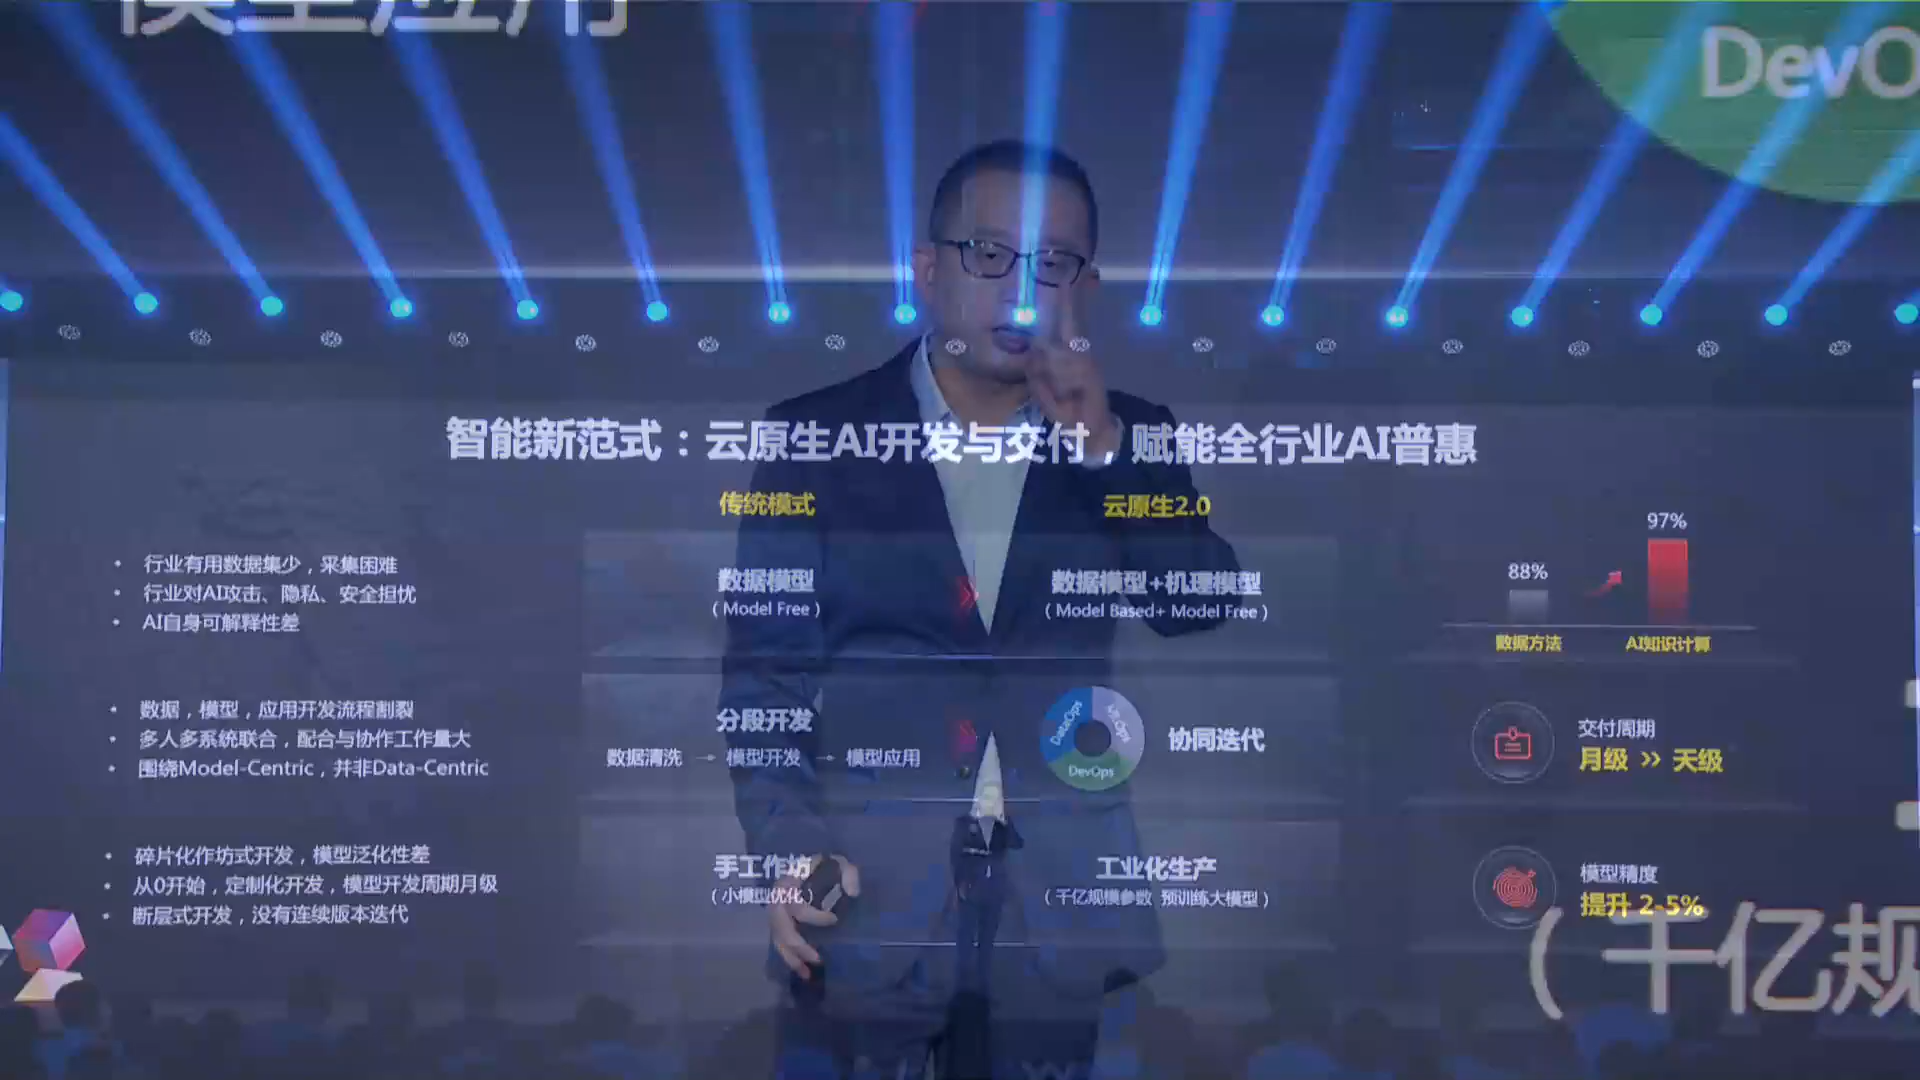 模型应用
DevO
智能新范式：云原生AI开发与交付，赋能全行业AI普惠
传统模式
云原生2.0
97%
88%
数据方法
AI知识计算
行业有用数据集少，采集困难
行业对AI攻击、隐私、安全担忧
AI自身可解释性差
数据模型
（Model Free）
数据模型+机理模型
（Model Based+ Model Free）
数据，模型，应用开发流程割裂
多人多系统联合，配合与协作工作量大
围绕Model-Centric，并非Data-Centric
分段开发
数据清洗 → 模型开发 → 模型应用
DataOps
DevOps
协同迭代
交付周期
月级 >> 天级
碎片化作坊式开发，模型泛化性差
从0开始，定制化开发，模型开发周期月级
断层式开发，没有连续版本迭代
手工作坊
（小模型优化）
工业化生产
（千亿规模参数 预训练大模型）
模型精度
提升 2-5%
（千亿规